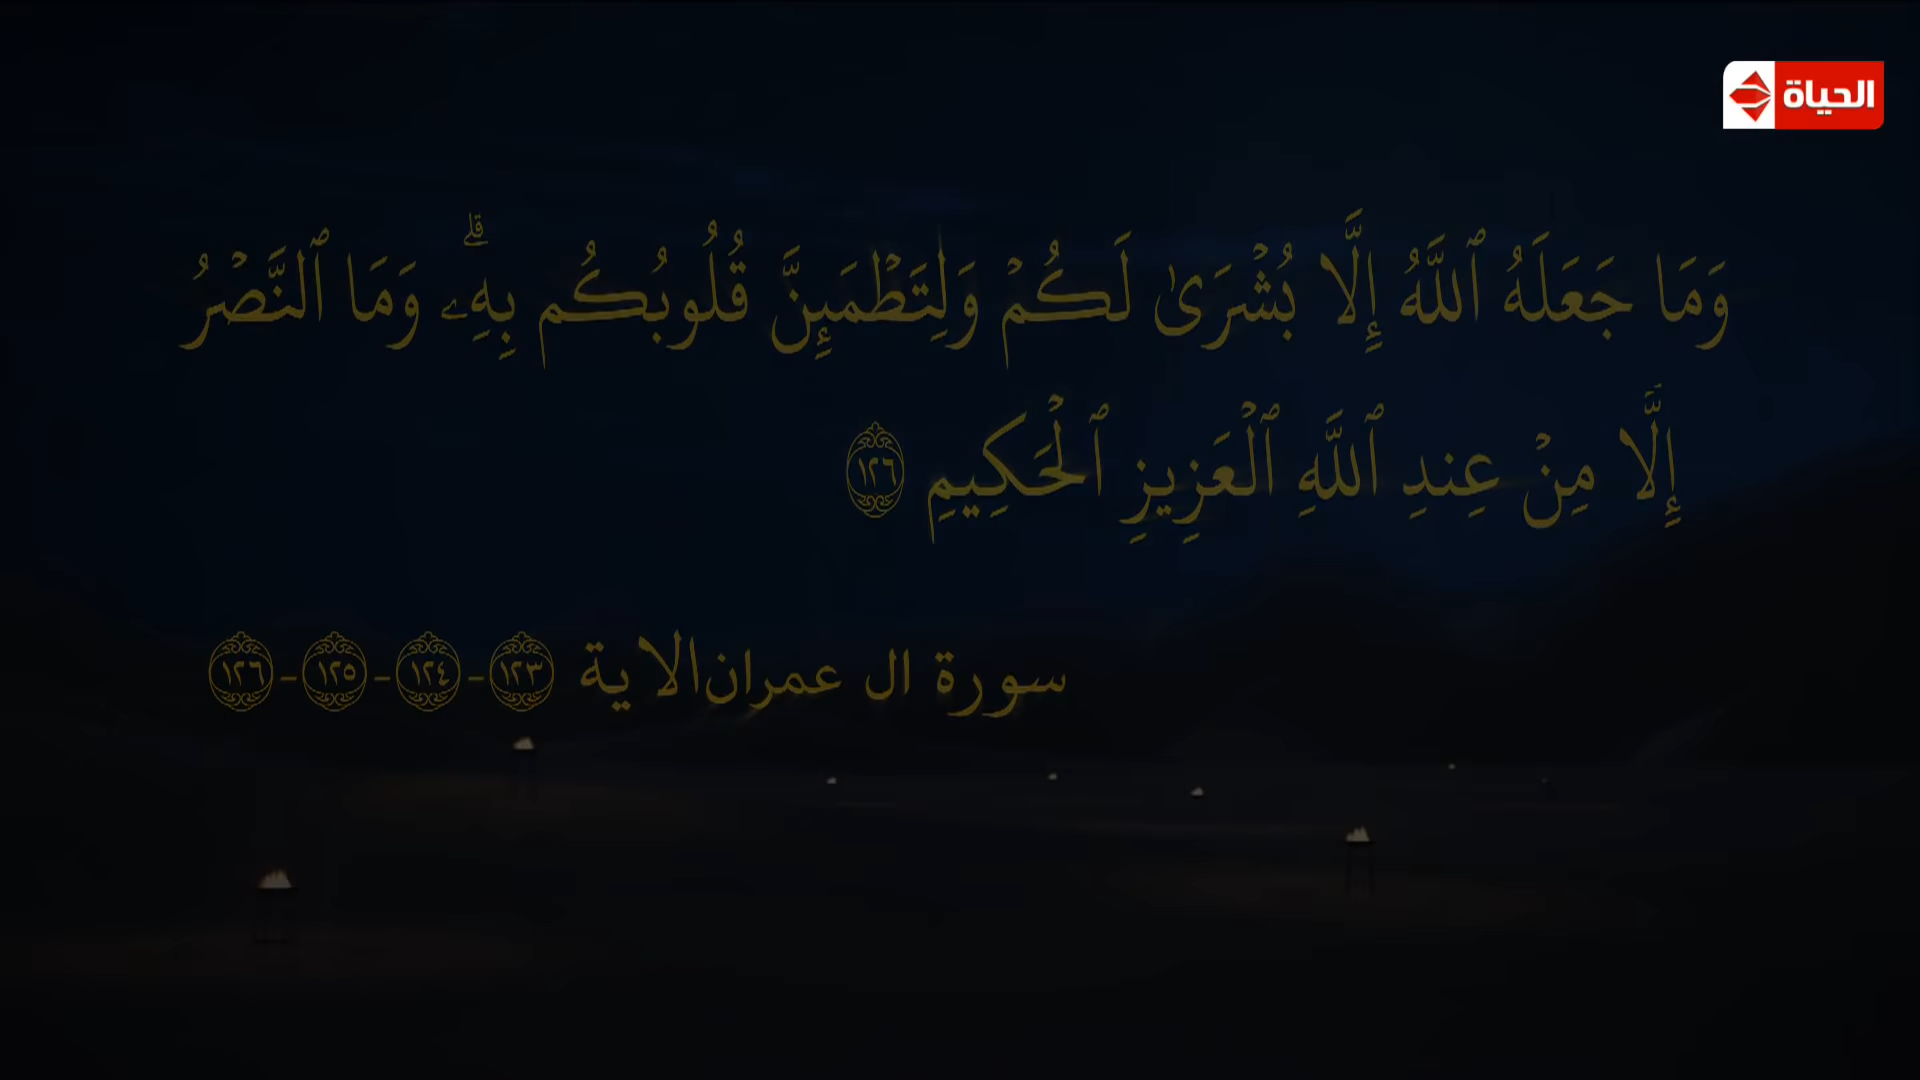 الحياة
وَمَا جَعَلَهُ ٱللَّهُ إِلَّا بُشْرَىٰ لَكُمْ وَلِتَطْمَئِنَّ قُلُوبُكُم بِهِۦ ۗ وَمَا ٱلنَّصْرُ
إِلَّا مِنْ عِندِ ٱللَّهِ ٱلْعَزِيزِ ٱلْحَكِيمِ ١٢٦
سورة ال عمران الاية ١٢٣ - ١٢٤ - ١٢٥ - ١٢٦